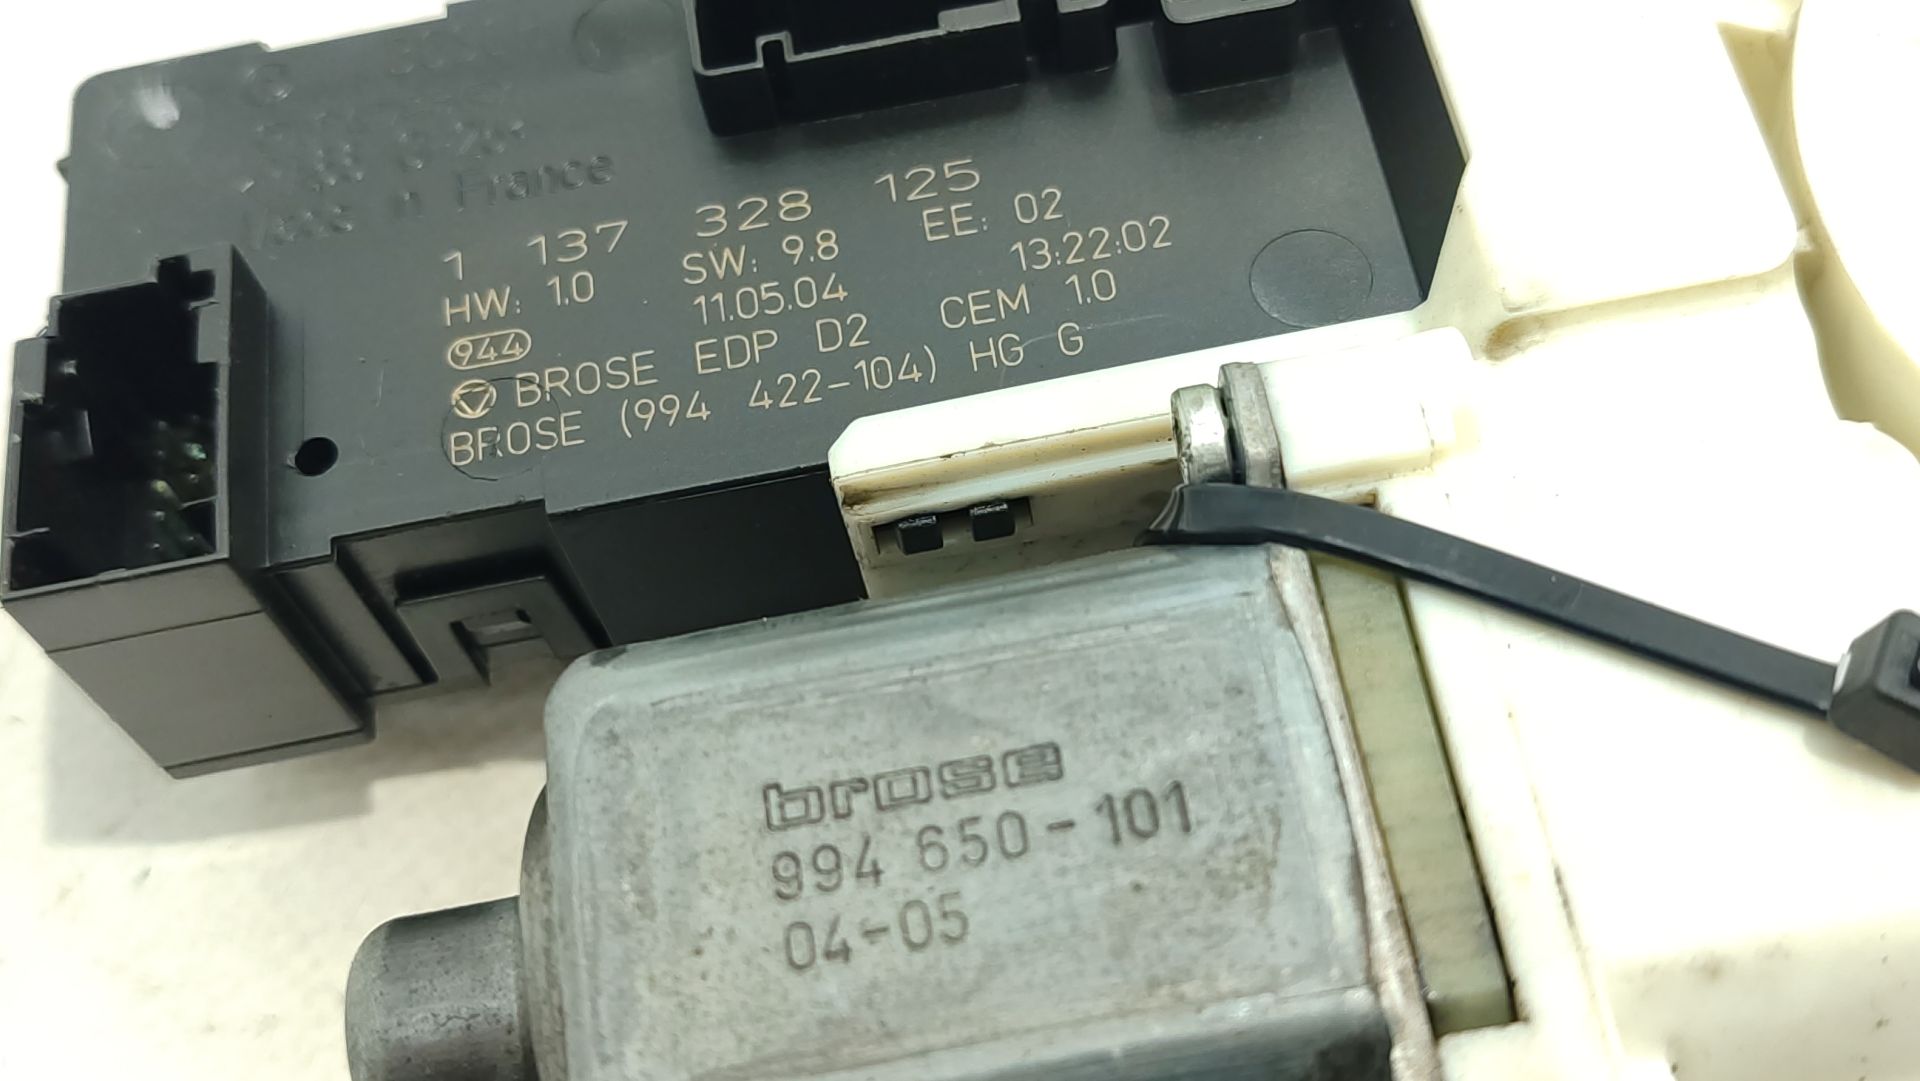 France
1 137 328 125
HW: 1.0 SW: 9.8 EE: 02
944 11.05.04 13:22:02
BROSE EDP D2 CEM 1.0
BROSE (994 422-104) HG G
brose
994 650-101
04-05